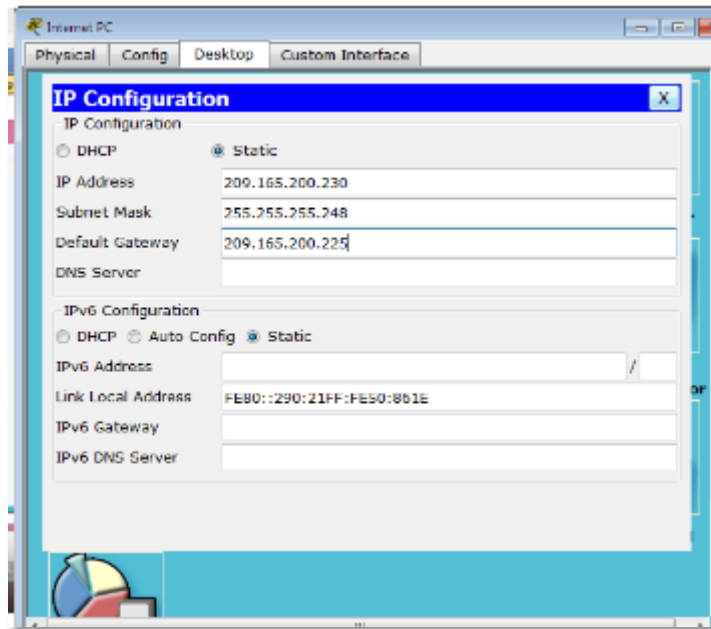 Internet PC
Physical Config Desktop Custom Interface
IP Configuration X
IP Configuration
DHCP Static
IP Address 209.165.200.230
Subnet Mask 255.255.255.248
Default Gateway 209.165.200.225
DNS Server
IPv6 Configuration
DHCP Auto Config Static
IPv6 Address /
Link Local Address FE80::290:21FF:FE50:861E
or
IPv6 Gateway
IPv6 DNS Server